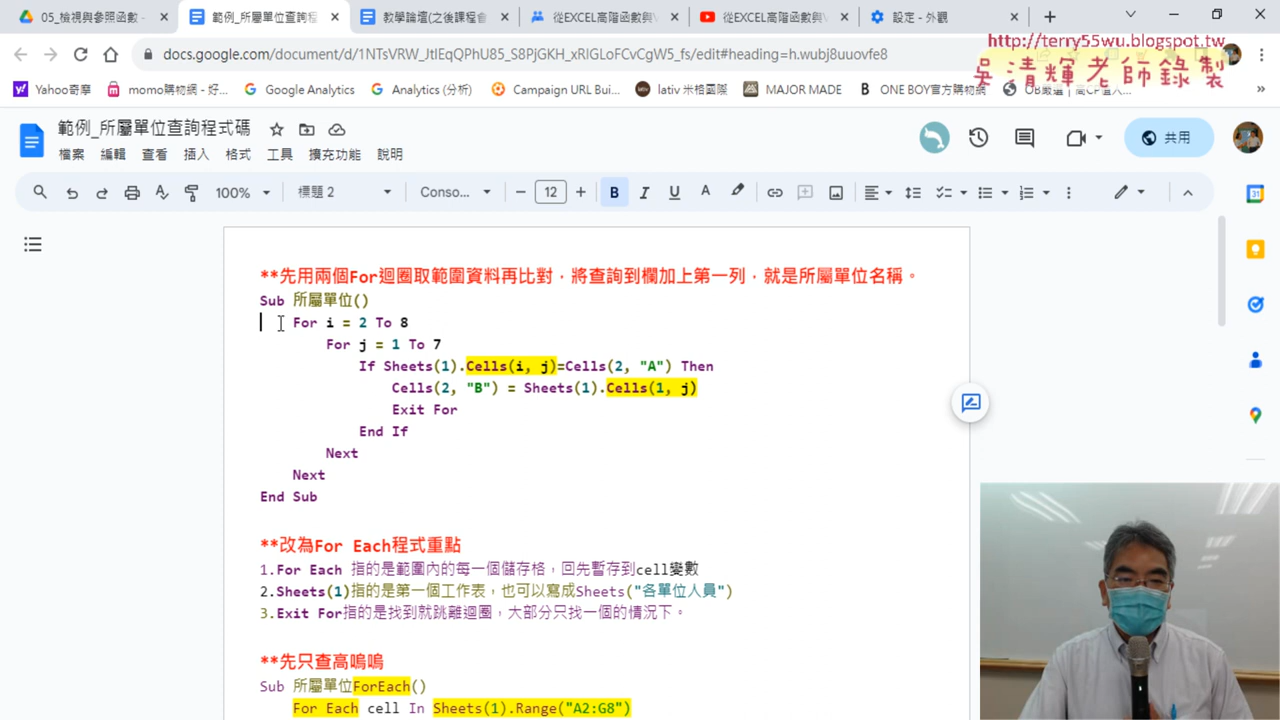 05_檢視與參照函數 -
範例_所屬單位查詢程
教學論壇(之後課程會
從EXCEL高階函數與V
從EXCEL高階函數與V
設定 - 外觀
docs.google.com/document/d/1NTsVRW_JtlEqQPhU85_S8PjGKH_xRlGLoFCvCgW5_fs/edit#heading=h.wubj8uuovfe8
http://terry55wu.blogspot.tw
吳清輝老師錄製
Yahoo奇摩
momo購物網 - 好...
Google Analytics
Analytics (分析)
Campaign URL Bui...
lativ 米格國際
MAJOR MADE
ONE BOY官方購物網
»
範例_所屬單位查詢程式碼
檔案 編輯 查看 插入 格式 工具 擴充功能 說明
共用
100% 標題 2 Conso... 12 B I U A
**先用兩個For迴圈取範圍資料再比對，將查詢到欄加上第一列，就是所屬單位名稱。
Sub 所屬單位()
For i = 2 To 8
For j = 1 To 7
If Sheets(1).Cells(i, j)=Cells(2, "A") Then
Cells(2, "B") = Sheets(1).Cells(1, j)
Exit For
End If
Next
Next
End Sub
**改為For Each程式重點
1.For Each 指的是範圍內的每一個儲存格，回先暫存到cell變數
2.Sheets(1)指的是第一個工作表，也可以寫成Sheets("各單位人員")
3.Exit For指的是找到就跳離迴圈，大部分只找一個的情況下。
**先只查高嗚嗚
Sub 所屬單位ForEach()
For Each cell In Sheets(1).Range("A2:G8")